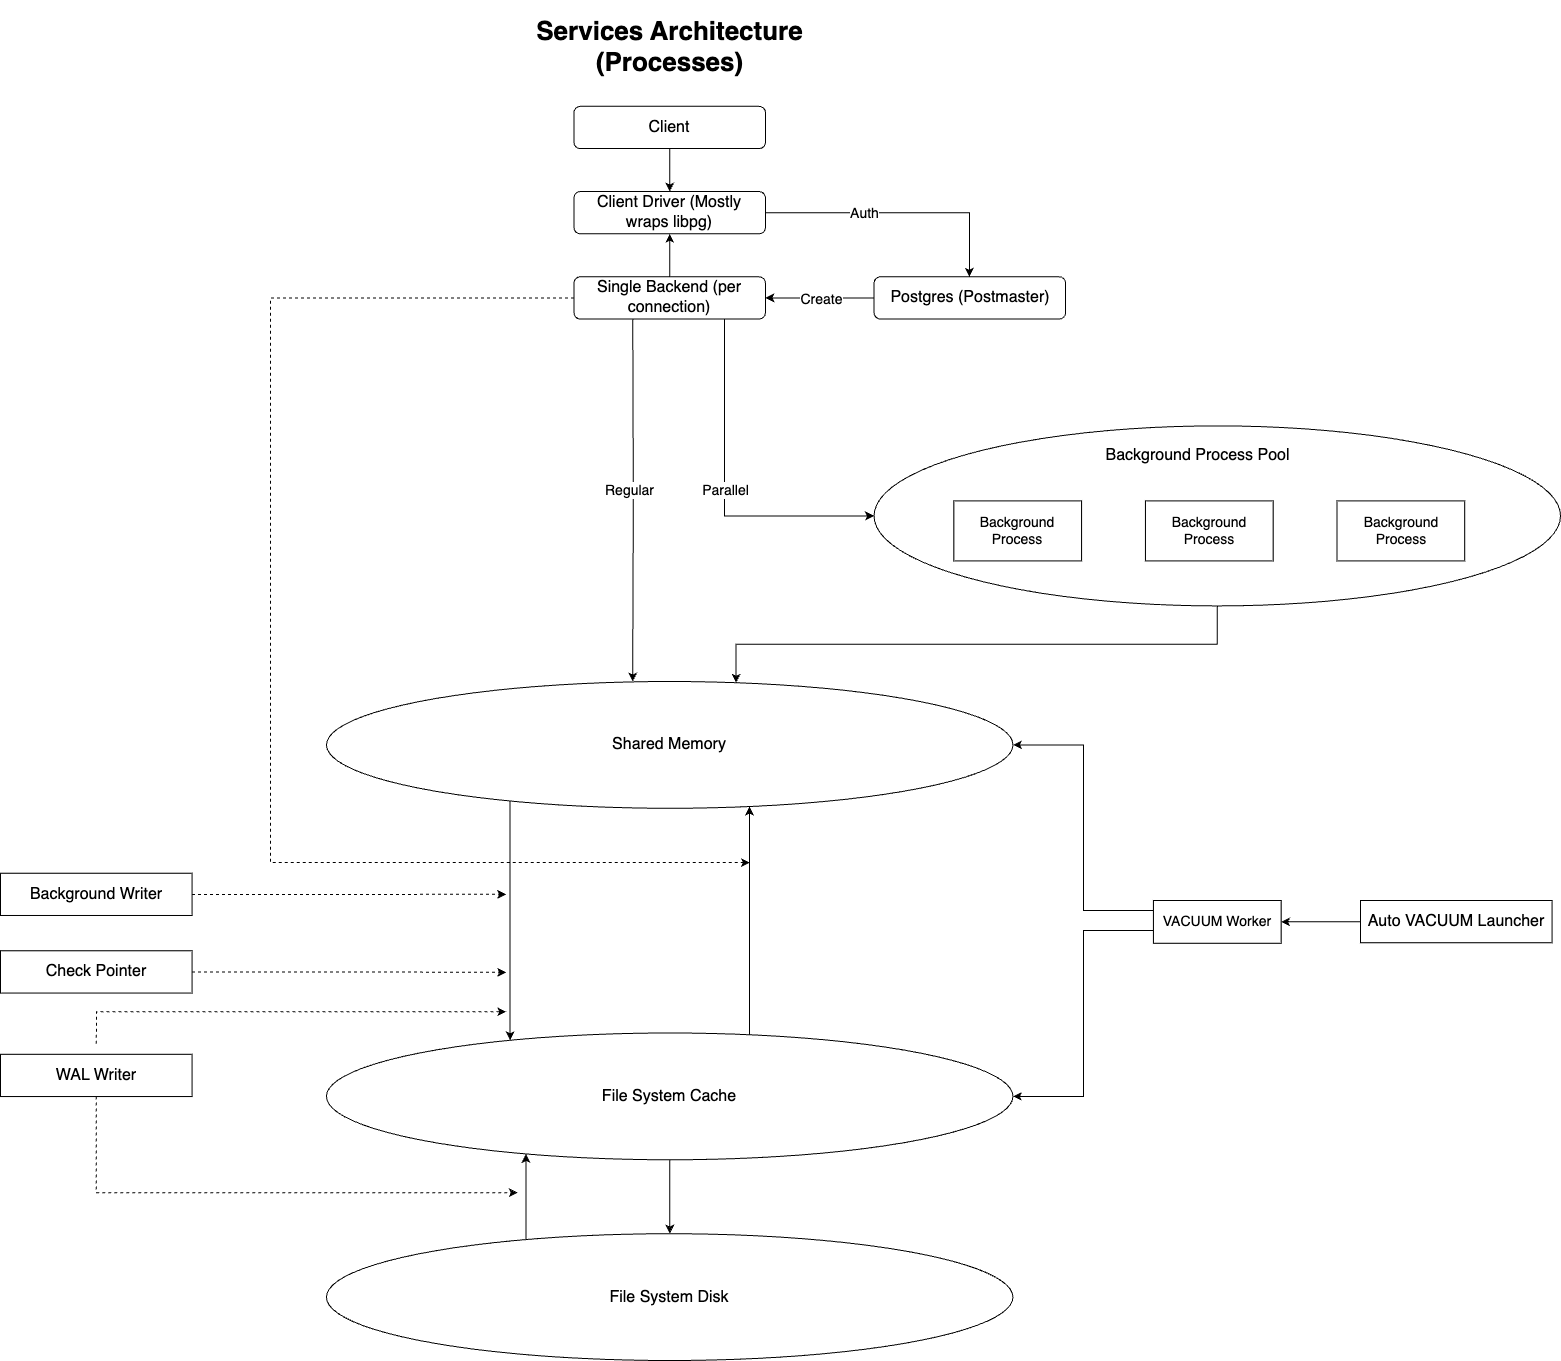 Services Architecture
(Processes)
Client
Client Driver (Mostly
wraps libpg)
Auth
Single Backend (per
connection)
Create
Postgres (Postmaster)
Background Process Pool
Regular
Parallel
Background
Process
Background
Process
Background
Process
Shared Memory
Background Writer
VACUUM Worker
Auto VACUUM Launcher
Check Pointer
WAL Writer
File System Cache
File System Disk